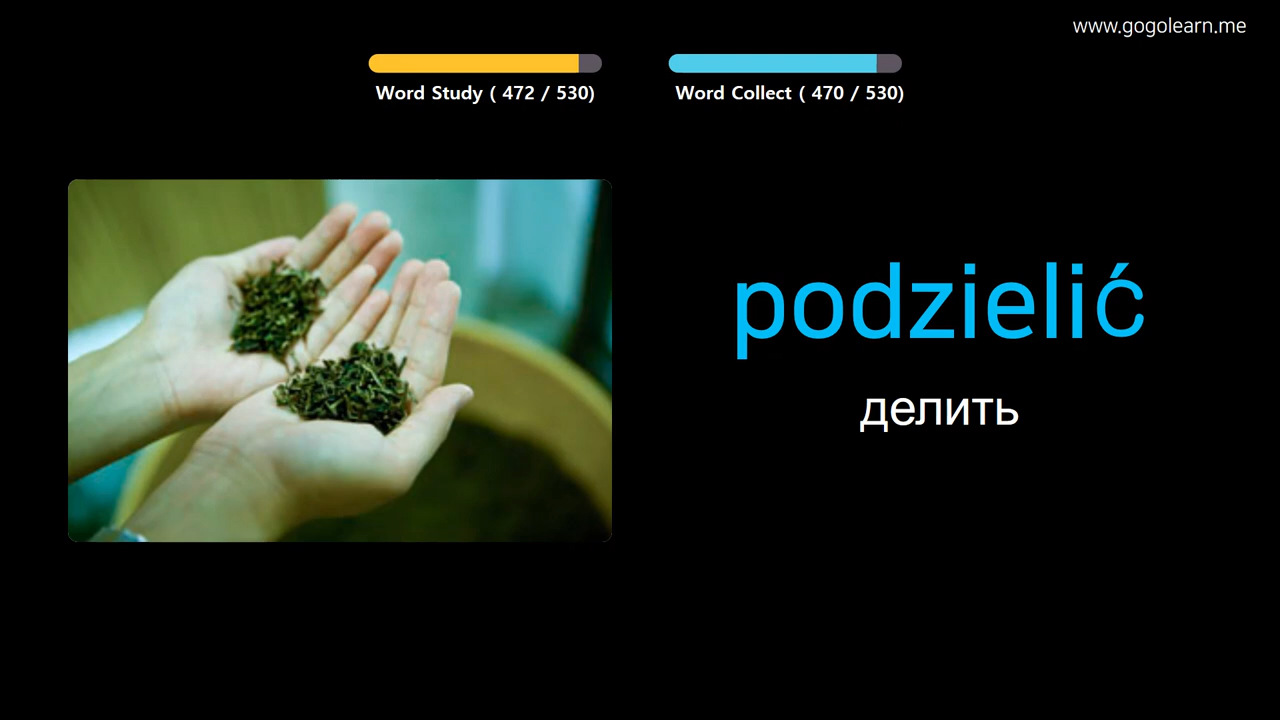 www.gogolearn.me
Word Study ( 472 / 530)
Word Collect ( 470 / 530)
podzielić
делить